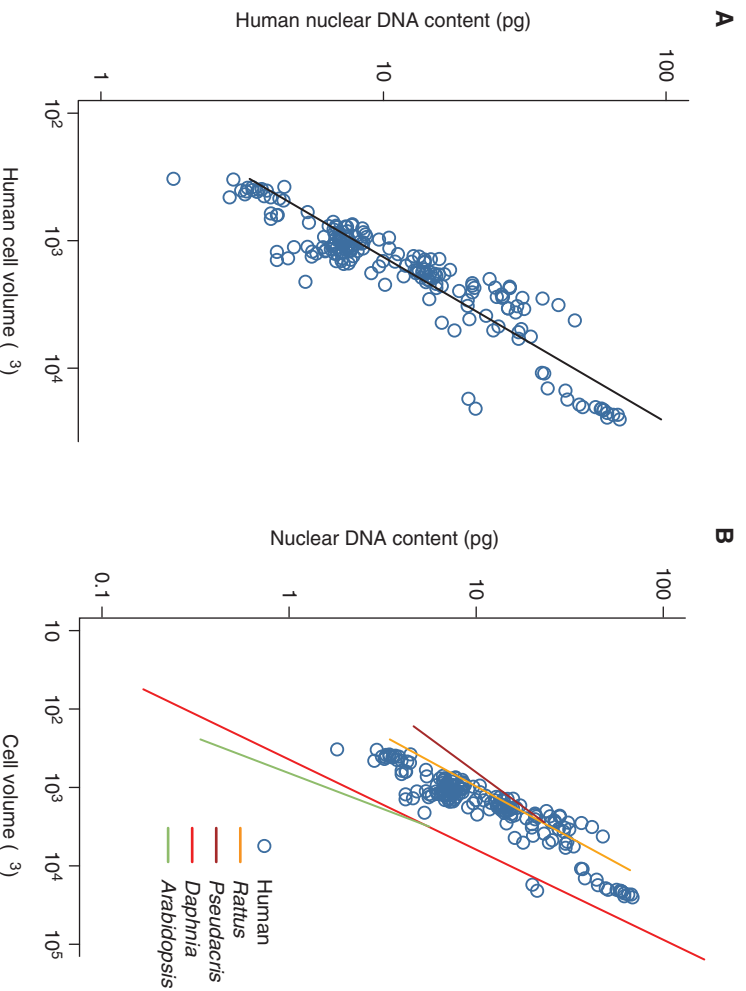 A
Human nuclear DNA content (pg)
100
10
1
10²
10³
10⁴
Human cell volume ( ³)
B
Nuclear DNA content (pg)
100
10
1
0.1
10
10²
10³
10⁴
10⁵
Cell volume ( ³)
Human
Rattus
Pseudacris
Daphnia
Arabidopsis